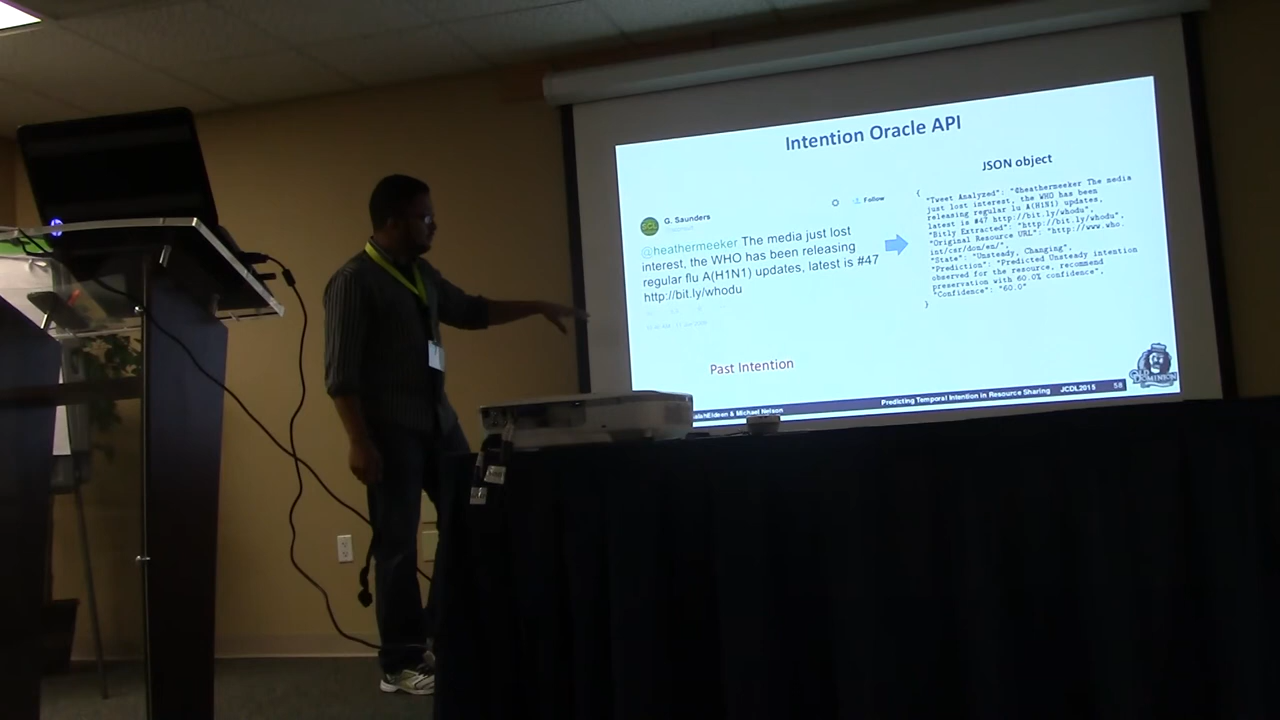 Intention Oracle API
G. Saunders
Follow
@heathermeeker The media just lost
interest, the WHO has been releasing
regular flu A(H1N1) updates, latest is #47
http://bit.ly/whodu
Past Intention
JSON object
{
"Tweet Analyzed": "@heathermeeker The media
just lost interest, the WHO has been
releasing regular lu A(H1N1) updates,
latest is #47 http://bit.ly/whodu",
"Bitly Extracted": "http://bit.ly/whodu",
"Original Resource URL": "http://www.who.
int/csr/don/en/",
"State": "Unsteady, Changing",
"Prediction": "Predicted Unsteady intention
observed for the resource, recommend
preservation with 60.0% confidence",
"Confidence": "60.0"
}
OLD DOMINION
& Michael Nelson
Predicting Temporal Intention in Resource Sharing JCDL2015 58